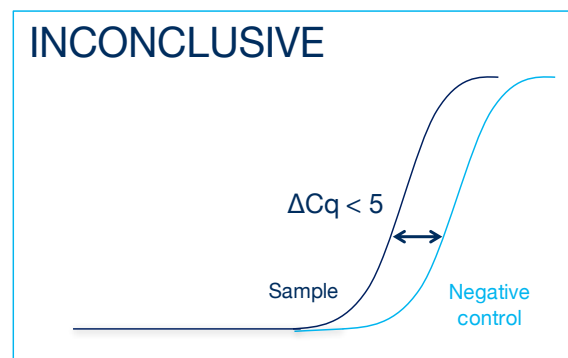 INCONCLUSIVE
ΔCq < 5
Sample
Negative
control